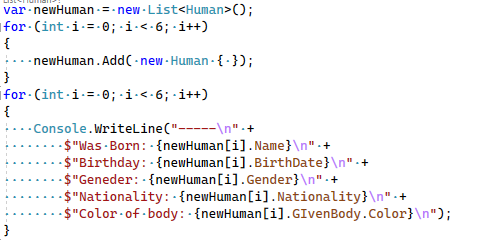 var newHuman = new List<Human>();
for (int i = 0; i < 6; i++)
{
    newHuman.Add( new Human { });
}
for (int i = 0; i < 6; i++)
{
    Console.WriteLine("-----\n" +
        $"Was Born: {newHuman[i].Name}\n" +
        $"Birthday: {newHuman[i].BirthDate}\n" +
        $"Geneder: {newHuman[i].Gender}\n" +
        $"Nationality: {newHuman[i].Nationality}\n" +
        $"Color of body: {newHuman[i].GIvenBody.Color}\n");
}